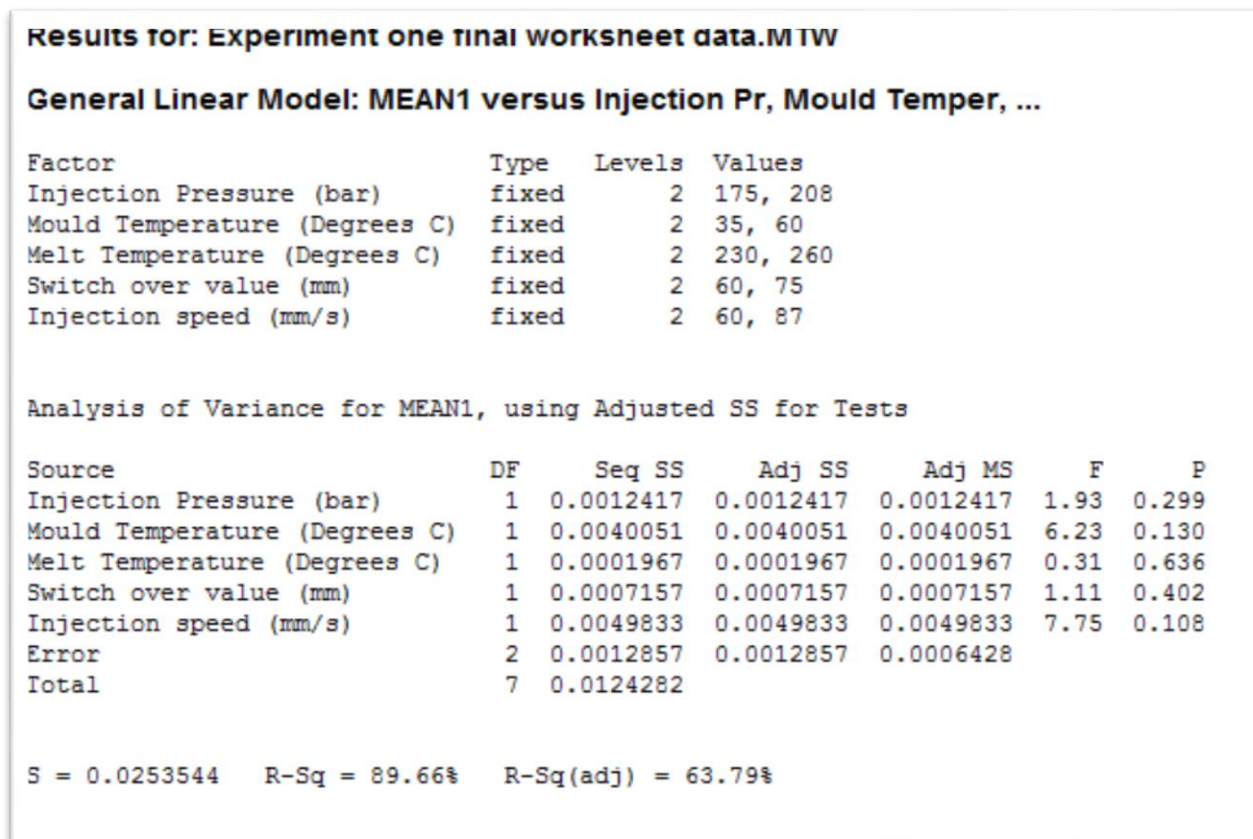 Results for: Experiment one final worksheet data.MTW
General Linear Model: MEAN1 versus Injection Pr, Mould Temper, ...
Factor Type Levels Values
Injection Pressure (bar) fixed 2 175, 208
Mould Temperature (Degrees C) fixed 2 35, 60
Melt Temperature (Degrees C) fixed 2 230, 260
Switch over value (mm) fixed 2 60, 75
Injection speed (mm/s) fixed 2 60, 87
Analysis of Variance for MEAN1, using Adjusted SS for Tests
Source DF Seq SS Adj SS Adj MS F P
Injection Pressure (bar) 1 0.0012417 0.0012417 0.0012417 1.93 0.299
Mould Temperature (Degrees C) 1 0.0040051 0.0040051 0.0040051 6.23 0.130
Melt Temperature (Degrees C) 1 0.0001967 0.0001967 0.0001967 0.31 0.636
Switch over value (mm) 1 0.0007157 0.0007157 0.0007157 1.11 0.402
Injection speed (mm/s) 1 0.0049833 0.0049833 0.0049833 7.75 0.108
Error 2 0.0012857 0.0012857 0.0006428
Total 7 0.0124282
S = 0.0253544 R-Sq = 89.66% R-Sq(adj) = 63.79%